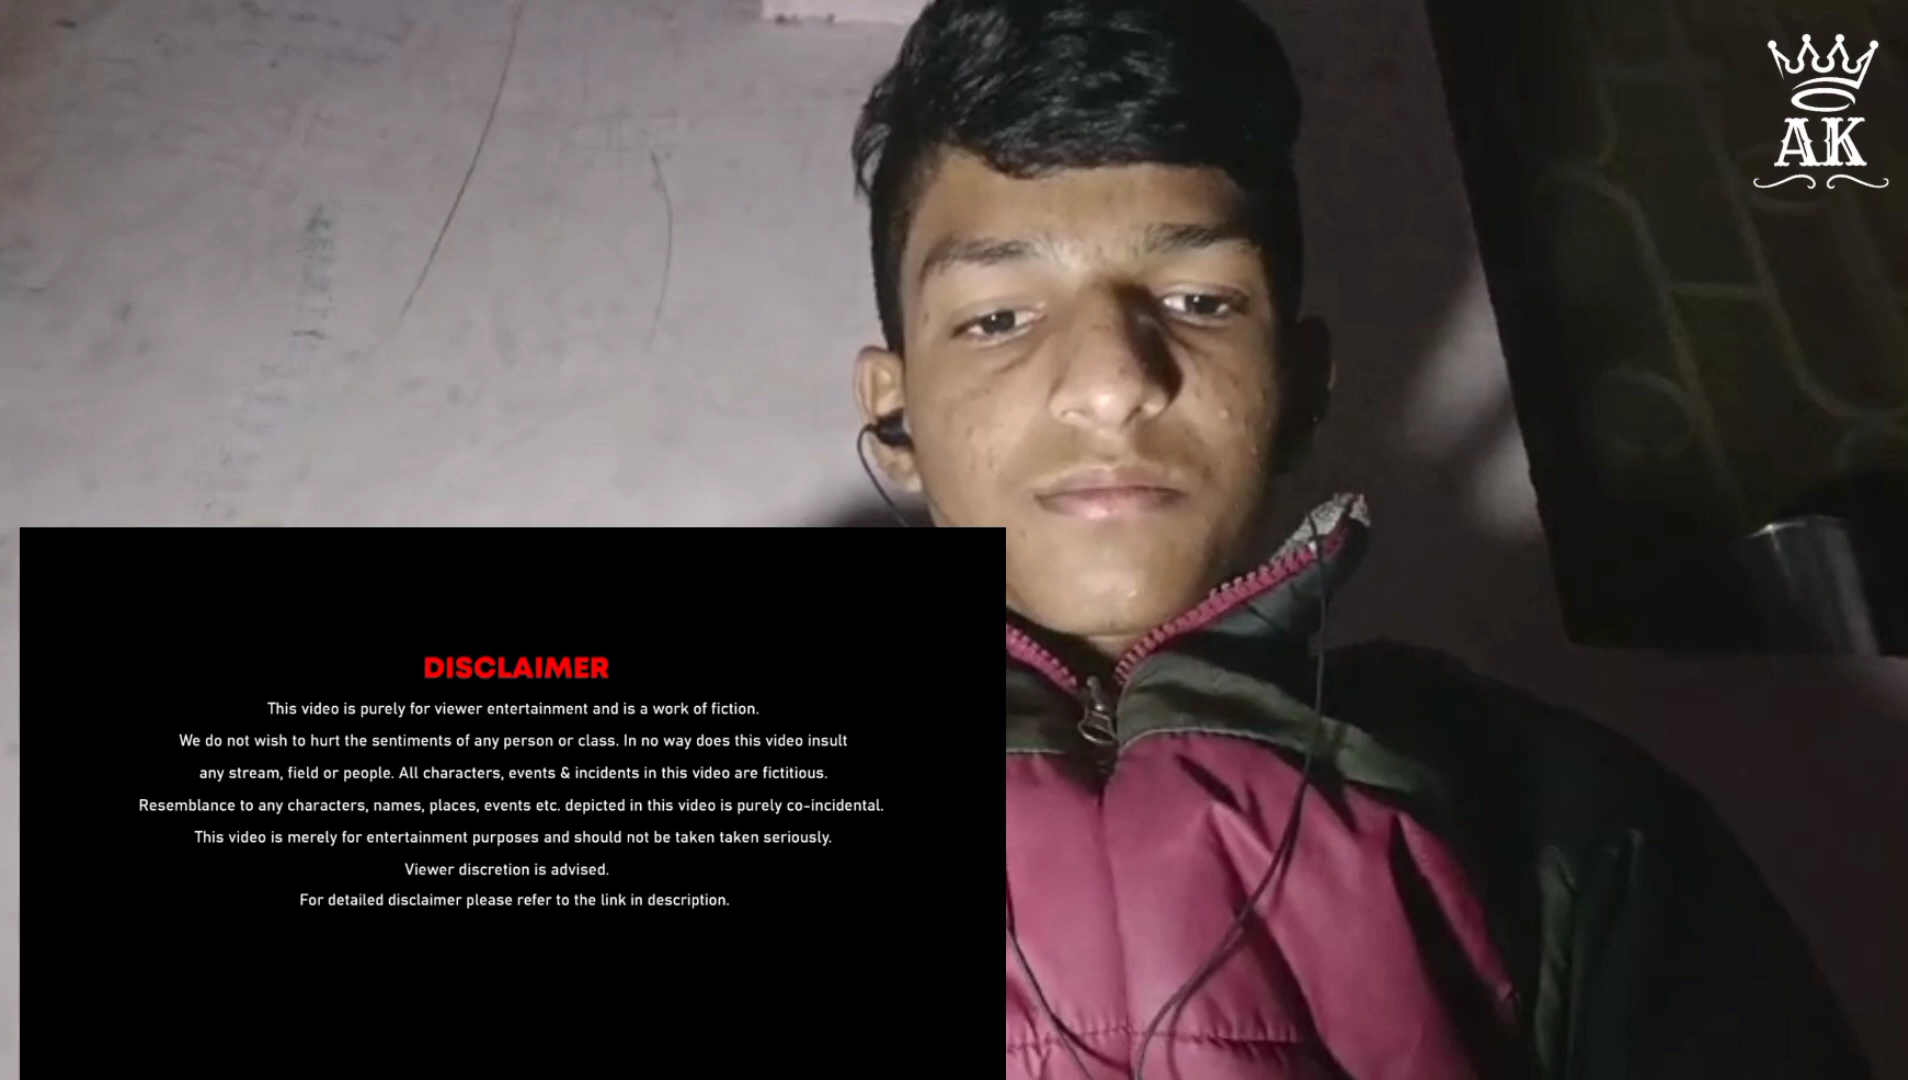 AK
DISCLAIMER
This video is purely for viewer entertainment and is a work of fiction.
We do not wish to hurt the sentiments of any person or class. In no way does this video insult
any stream, field or people. All characters, events & incidents in this video are fictitious.
Resemblance to any characters, names, places, events etc. depicted in this video is purely co-incidental.
This video is merely for entertainment purposes and should not be taken taken seriously.
Viewer discretion is advised.
For detailed disclaimer please refer to the link in description.